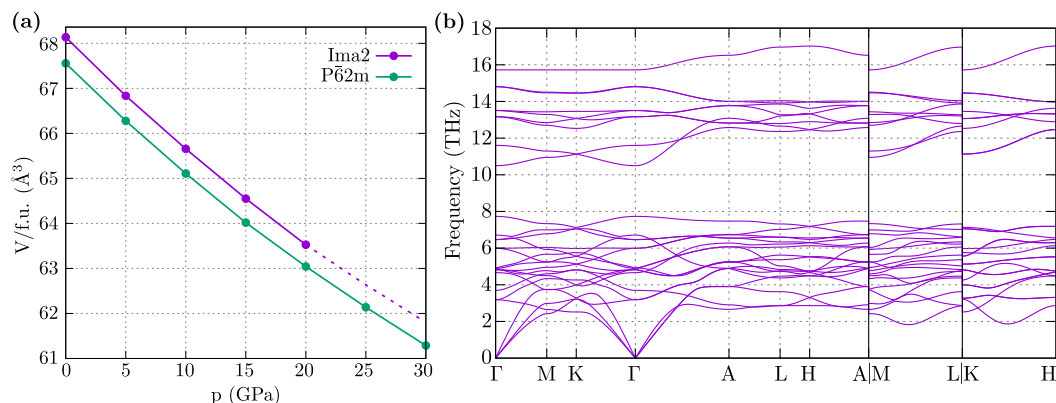 (a)
V/f.u. (Å³)
68
67
66
65
64
63
62
61
Ima2
P6̄2m
0 5 10 15 20 25 30
p (GPa)
(b)
Frequency (THz)
18
16
14
12
10
8
6
4
2
0
Γ M K Γ A L H A|M L|K H